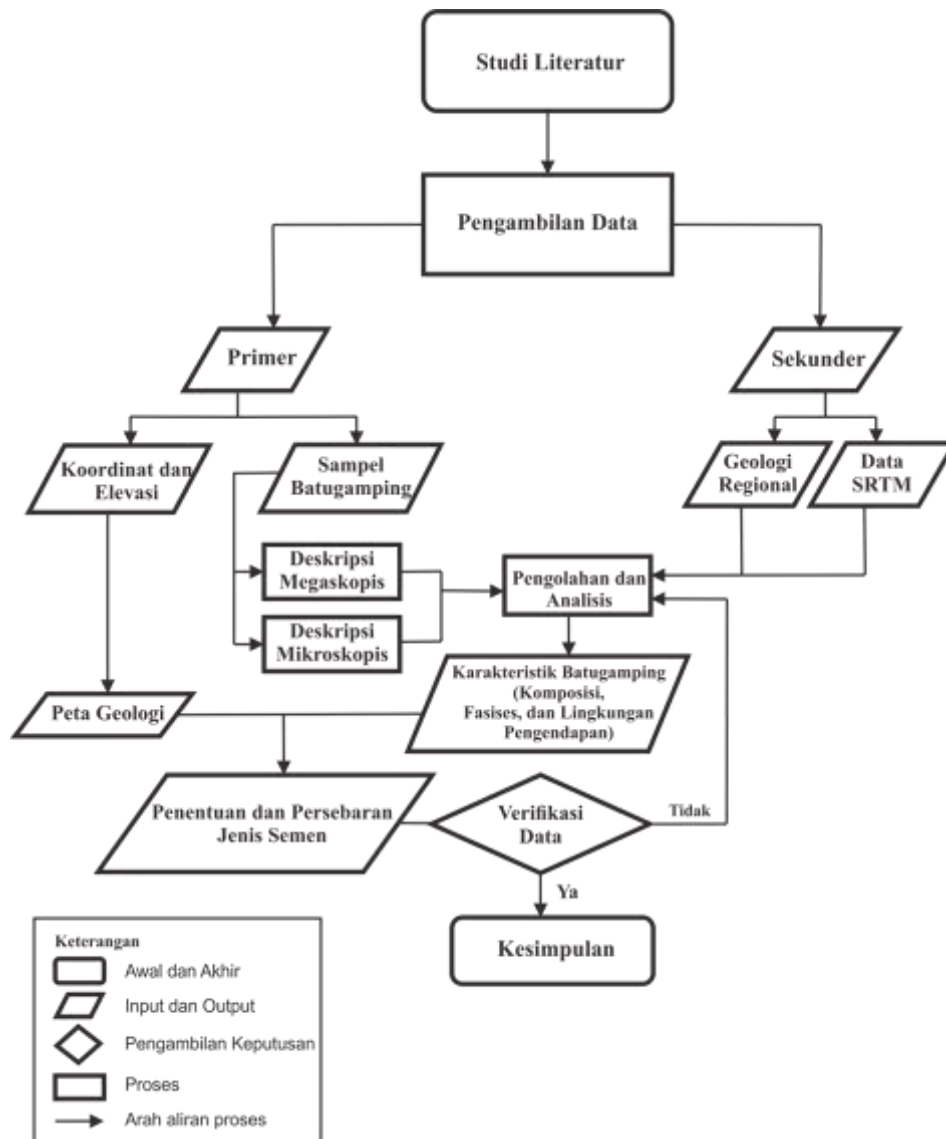 Studi Literatur
Pengambilan Data
Primer
Sekunder
Koordinat dan
Elevasi
Sampel
Batugamping
Geologi
Regional
Data
SRTM
Deskripsi
Megaskopis
Deskripsi
Mikroskopis
Pengolahan dan
Analisis
Karakteristik Batugamping
(Komposisi,
Fasises, dan Lingkungan
Pengendapan)
Peta Geologi
Penentuan dan Persebaran
Jenis Semen
Verifikasi
Data
Tidak
Ya
Kesimpulan
Keterangan
Awal dan Akhir
Input dan Output
Pengambilan Keputusan
Proses
Arah aliran proses